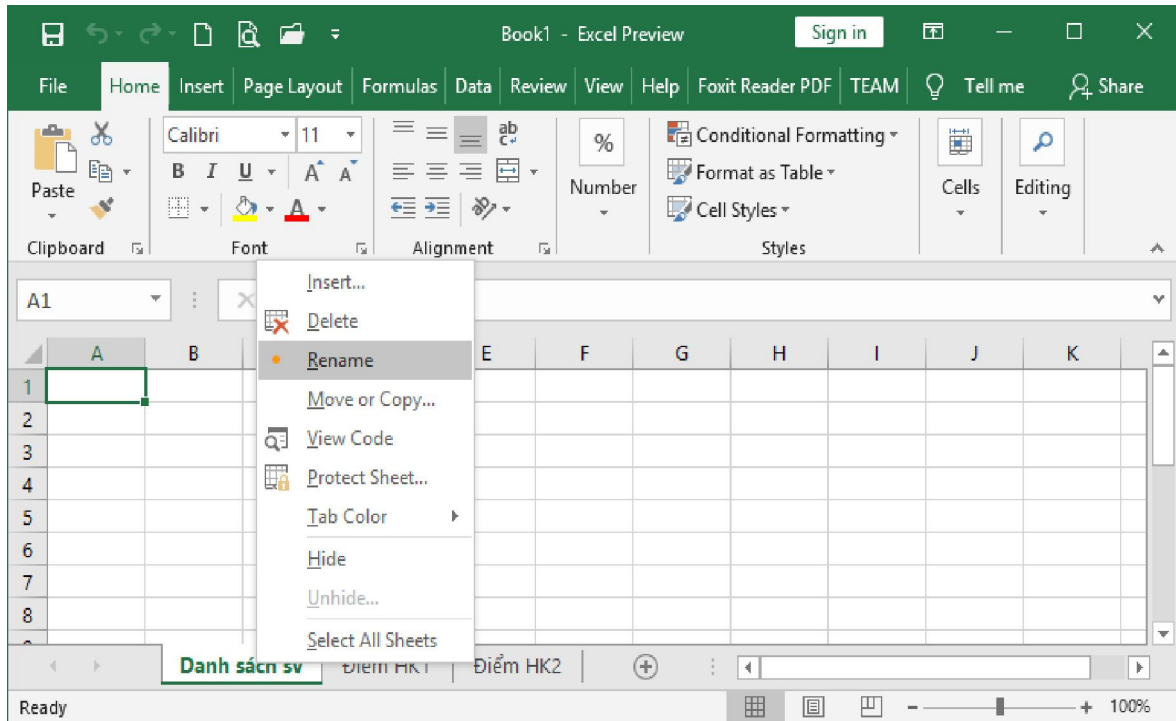 Book1 - Excel Preview Sign in
File Home Insert Page Layout Formulas Data Review View Help Foxit Reader PDF TEAM Tell me Share
Paste
Clipboard
Calibri 11
B I U A A
A
Font
ab
c
Alignment
%
Number
Conditional Formatting
Format as Table
Cell Styles
Styles
Cells
Editing
A1
Insert...
Delete
Rename
Move or Copy...
View Code
Protect Sheet...
Tab Color
Hide
Unhide...
Select All Sheets
A B E F G H I J K
1
2
3
4
5
6
7
8
Danh sách sv Điểm HK1 Điểm HK2
Ready 100%